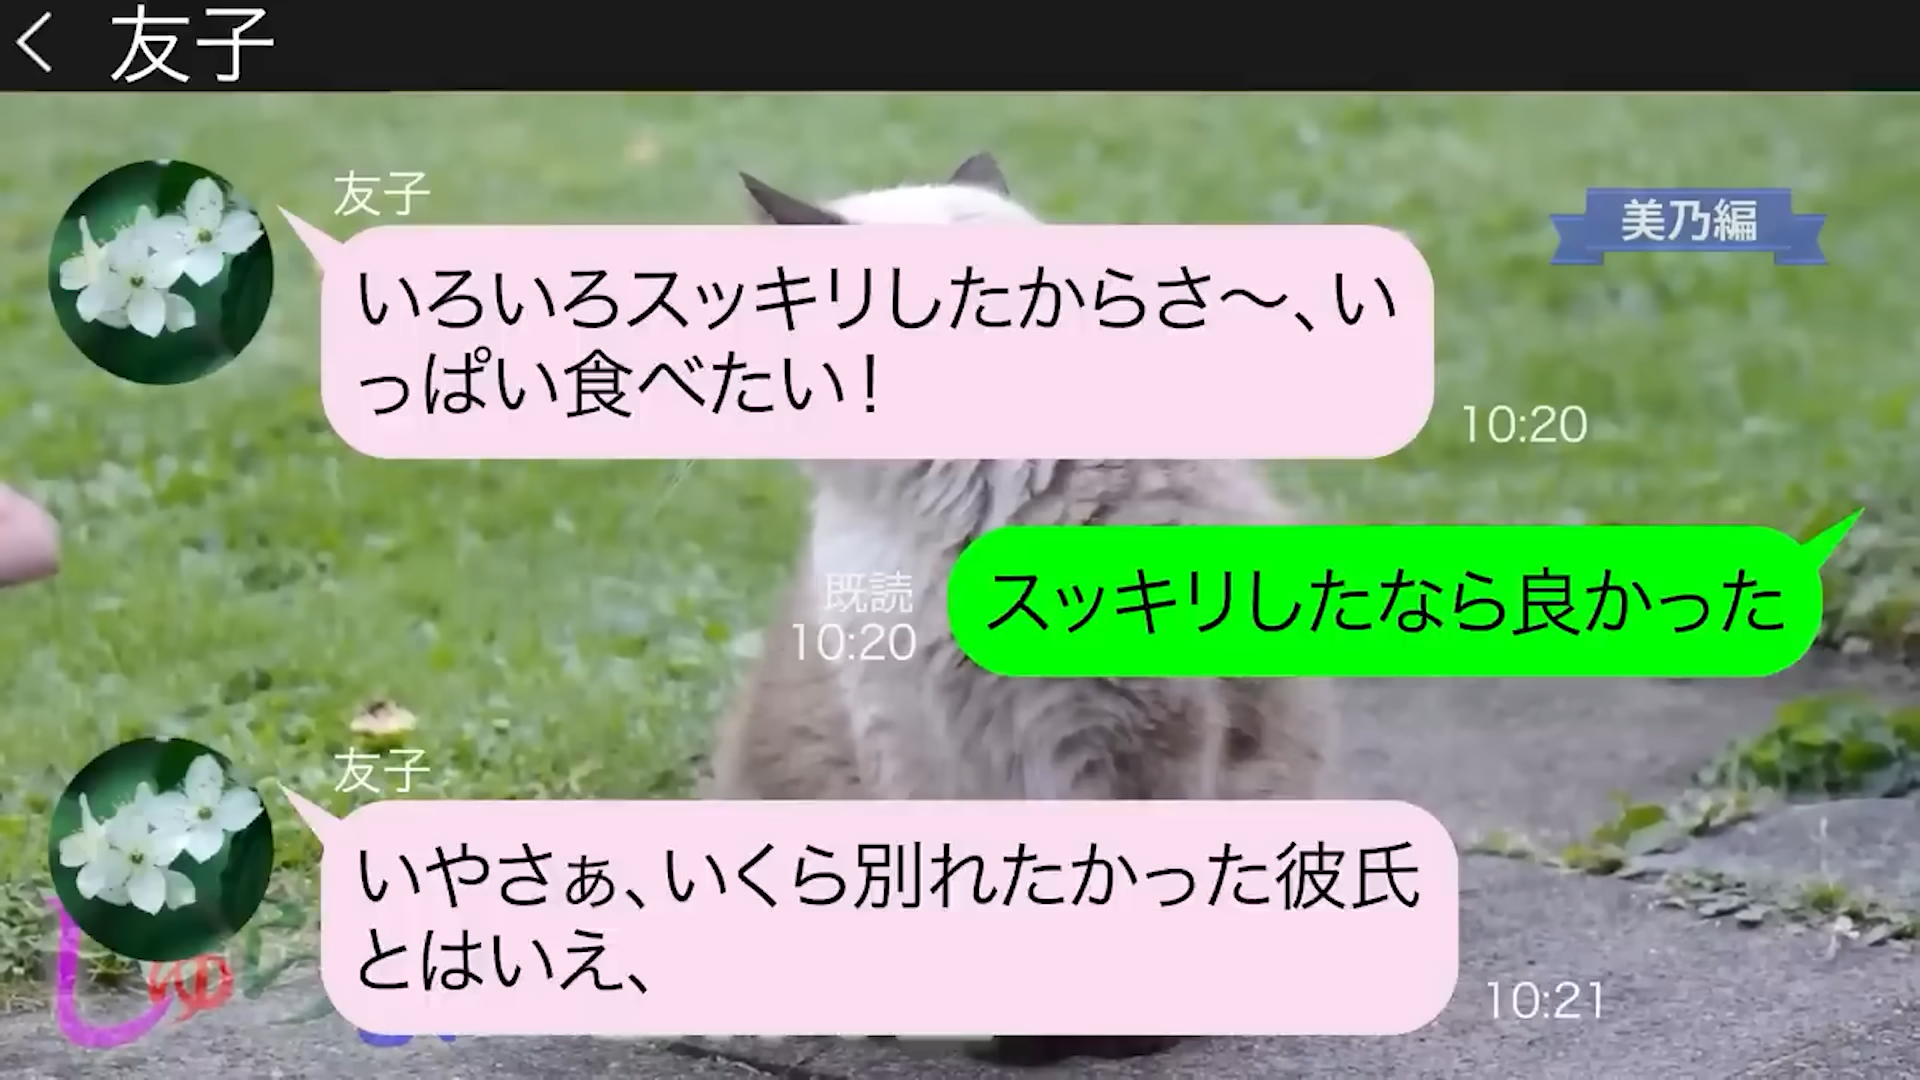 友子
友子
美乃編
いろいろスッキリしたからさ～、い
っぱい食べたい！
10:20
スッキリしたなら良かった
既読
10:20
友子
いやさぁ、いくら別れたかった彼氏
とはいえ、
10:21
しゅ